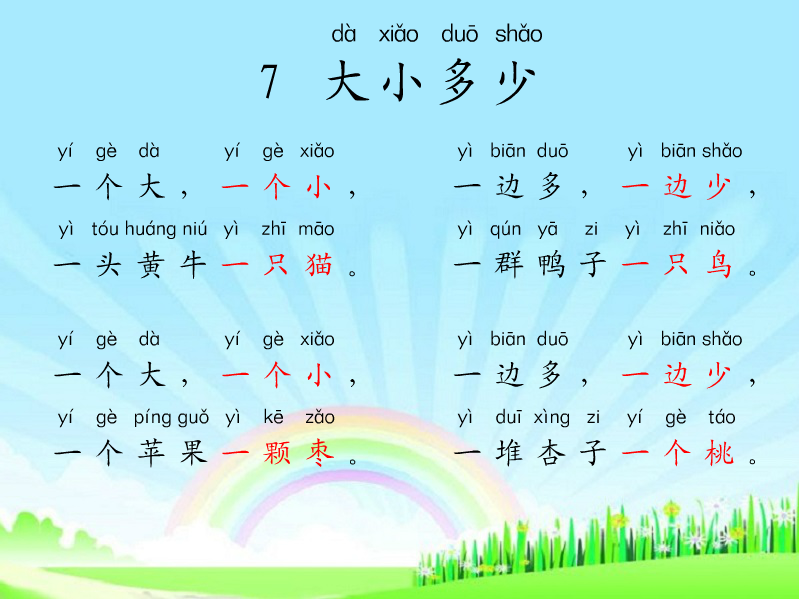 dà xiǎo duō shǎo
7 大小多少
yí gè dà yí gè xiǎo
一个大，一个小，
yì tóu huáng niú yì zhī māo
一头黄牛一只猫。
yì biān duō yì biān shǎo
一边多，一边少，
yì qún yā zi yì zhī niǎo
一群鸭子一只鸟。
yí gè dà yí gè xiǎo
一个大，一个小，
yí gè píng guǒ yì kē zǎo
一个苹果一颗枣。
yì biān duō yì biān shǎo
一边多，一边少，
yì duī xìng zi yí gè táo
一堆杏子一个桃。